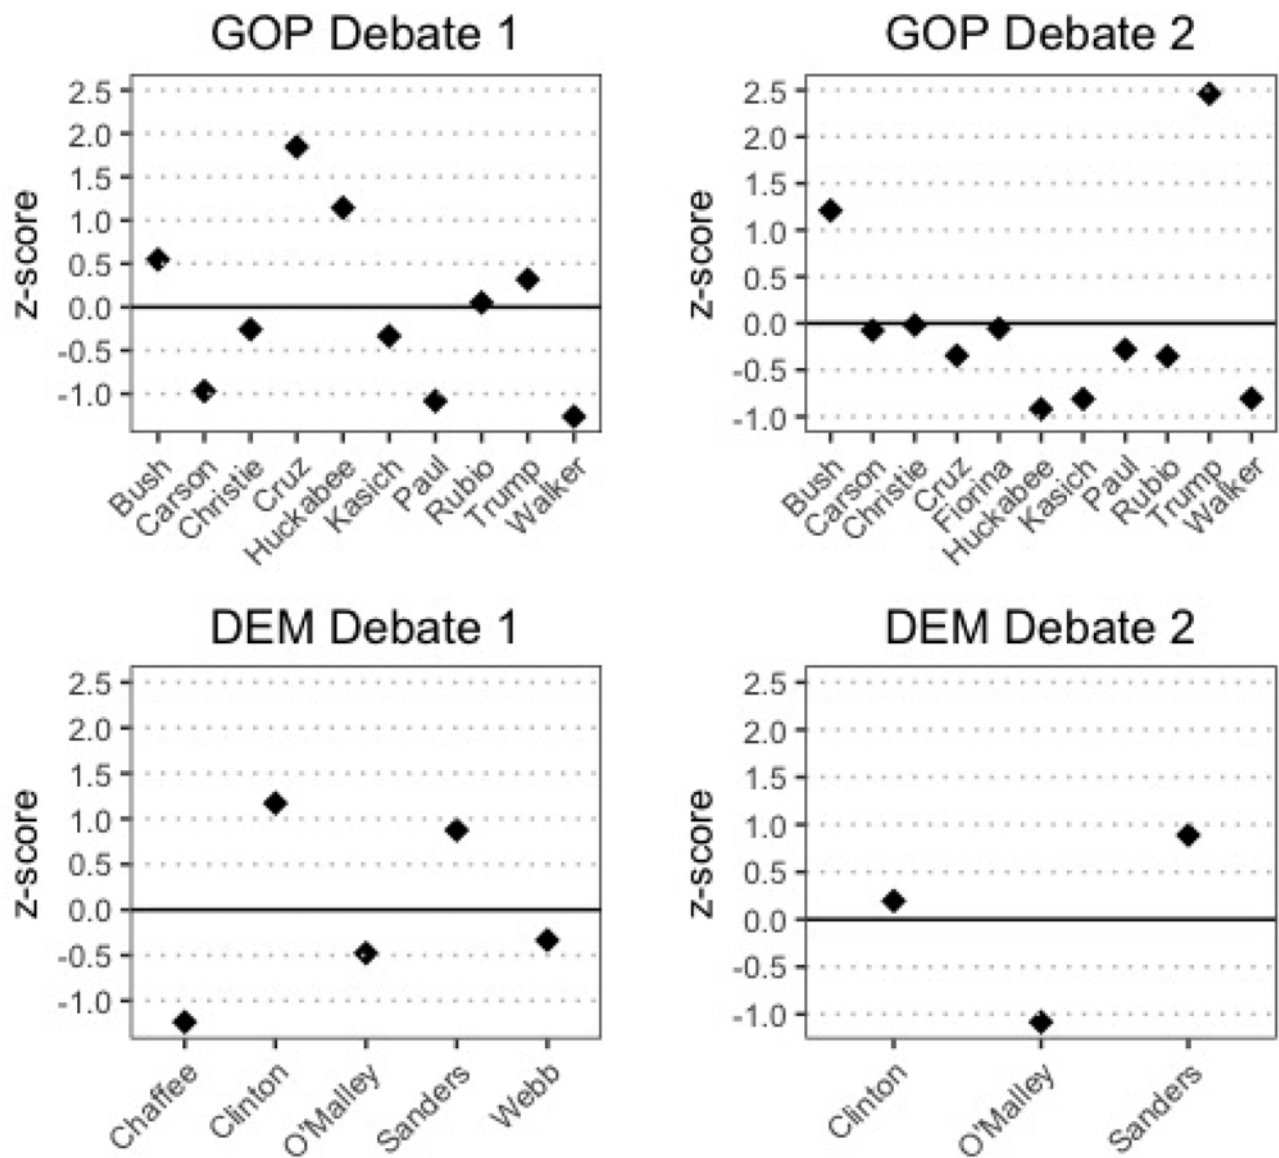 GOP Debate 1
z-score
2.5
2.0
1.5
1.0
0.5
0.0
-0.5
-1.0
Bush
Carson
Christie
Cruz
Huckabee
Kasich
Paul
Rubio
Trump
Walker
GOP Debate 2
z-score
2.5
2.0
1.5
1.0
0.5
0.0
-0.5
-1.0
Bush
Carson
Christie
Cruz
Fiorina
Huckabee
Kasich
Paul
Rubio
Trump
Walker
DEM Debate 1
z-score
2.5
2.0
1.5
1.0
0.5
0.0
-0.5
-1.0
Chaffee
Clinton
O'Malley
Sanders
Webb
DEM Debate 2
z-score
2.5
2.0
1.5
1.0
0.5
0.0
-0.5
-1.0
Clinton
O'Malley
Sanders